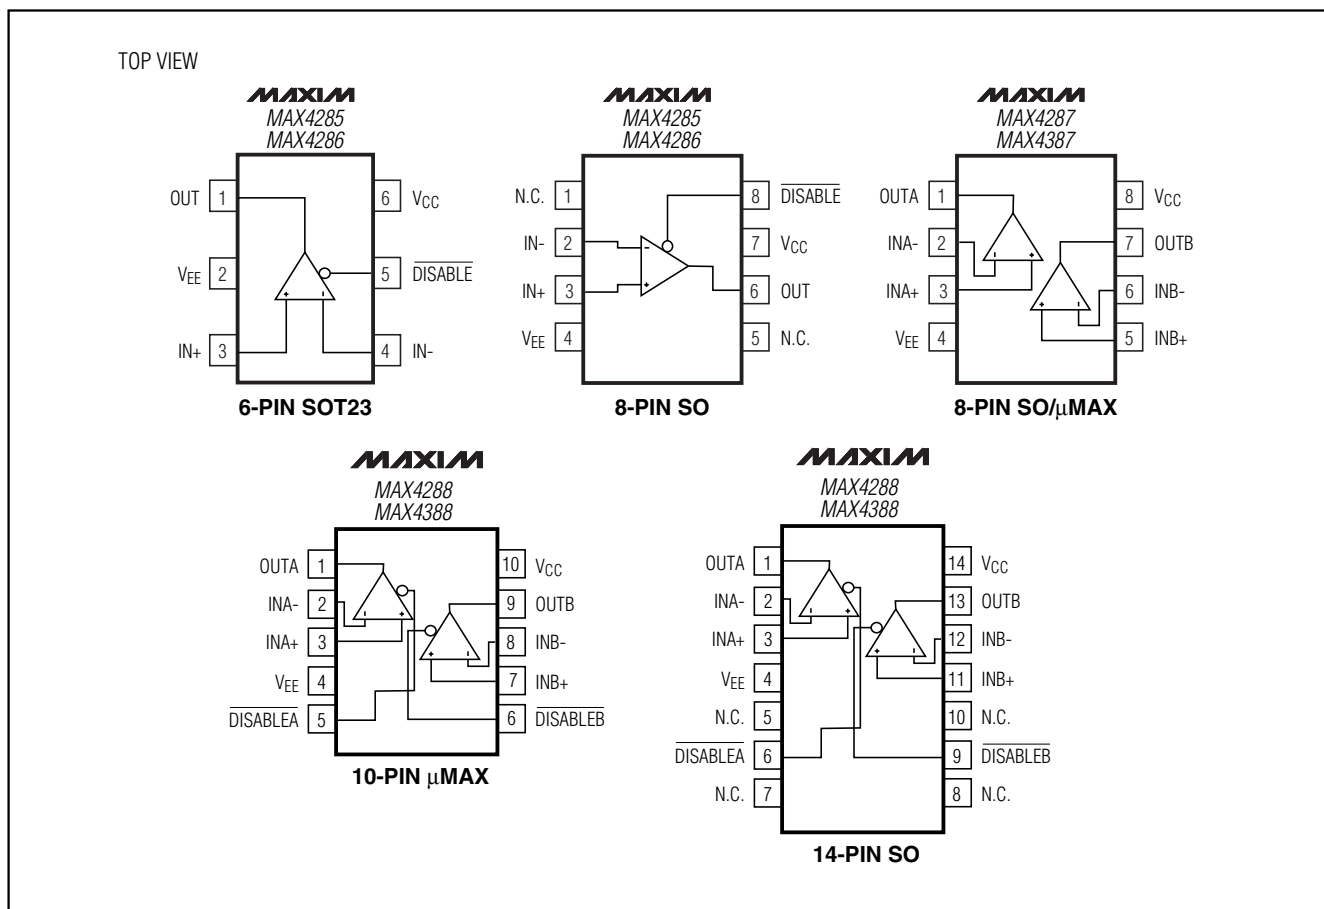 TOP VIEW
MAXIM
MAX4285
MAX4286
OUT 1
6 VCC
VEE 2
5 DISABLE
IN+ 3
4 IN-
+ -
6-PIN SOT23
MAXIM
MAX4285
MAX4286
N.C. 1
8 DISABLE
IN- 2
7 VCC
-
IN+ 3
6 OUT
+
VEE 4
5 N.C.
8-PIN SO
MAXIM
MAX4287
MAX4387
OUTA 1
8 VCC
INA- 2
7 OUTB
- +
INA+ 3
6 INB-
+ -
VEE 4
5 INB+
8-PIN SO/µMAX
MAXIM
MAX4288
MAX4388
OUTA 1
10 VCC
INA- 2
9 OUTB
- +
INA+ 3
8 INB-
+ -
VEE 4
7 INB+
DISABLEA 5
6 DISABLEB
10-PIN µMAX
MAXIM
MAX4288
MAX4388
OUTA 1
14 VCC
INA- 2
13 OUTB
- +
INA+ 3
12 INB-
+ -
VEE 4
11 INB+
N.C. 5
10 N.C.
DISABLEA 6
9 DISABLEB
N.C. 7
8 N.C.
14-PIN SO